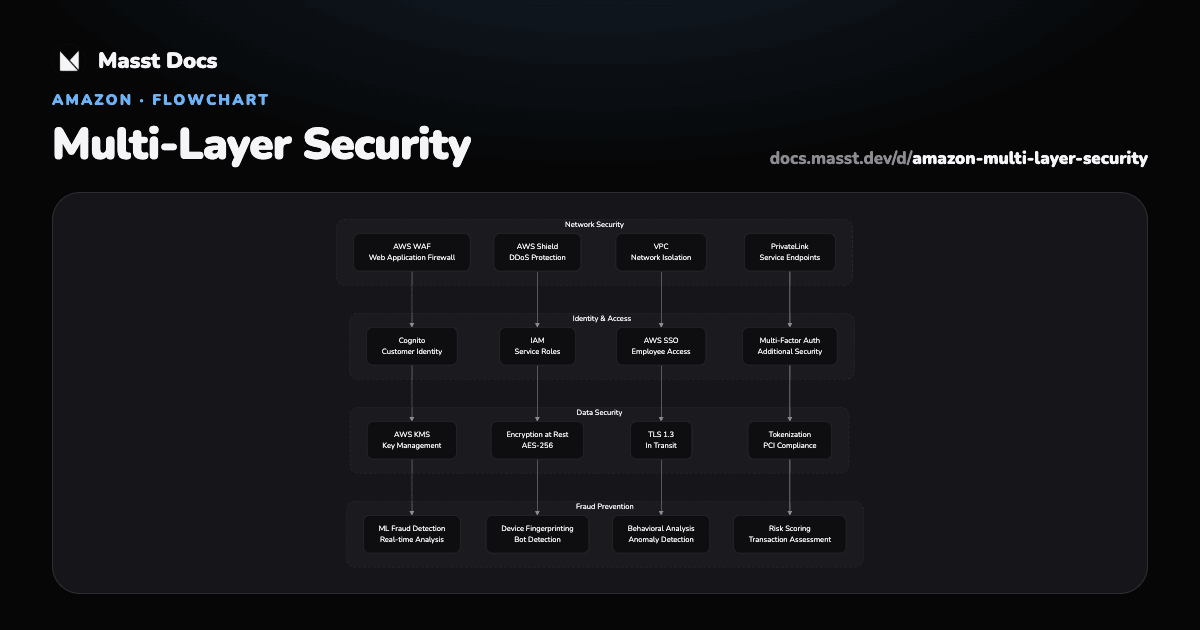 Masst Docs
AMAZON · FLOWCHART
Multi-Layer Security
docs.masst.dev/d/amazon-multi-layer-security
Network Security
AWS WAF
Web Application Firewall
AWS Shield
DDoS Protection
VPC
Network Isolation
PrivateLink
Service Endpoints
Identity & Access
Cognito
Customer Identity
IAM
Service Roles
AWS SSO
Employee Access
Multi-Factor Auth
Additional Security
Data Security
AWS KMS
Key Management
Encryption at Rest
AES-256
TLS 1.3
In Transit
Tokenization
PCI Compliance
Fraud Prevention
ML Fraud Detection
Real-time Analysis
Device Fingerprinting
Bot Detection
Behavioral Analysis
Anomaly Detection
Risk Scoring
Transaction Assessment